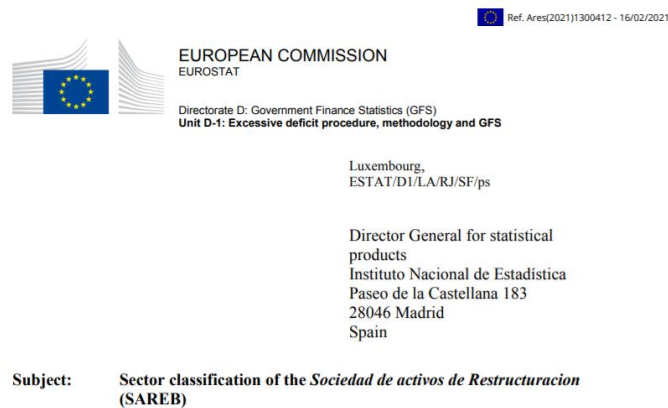 Ref. Ares(2021)1300412 - 16/02/2021
EUROPEAN COMMISSION
EUROSTAT
Directorate D: Government Finance Statistics (GFS)
Unit D-1: Excessive deficit procedure, methodology and GFS
Luxembourg,
ESTAT/D1/LA/RJ/SF/ps
Director General for statistical
products
Instituto Nacional de Estadística
Paseo de la Castellana 183
28046 Madrid
Spain
Subject: Sector classification of the Sociedad de activos de Restructuracion
(SAREB)